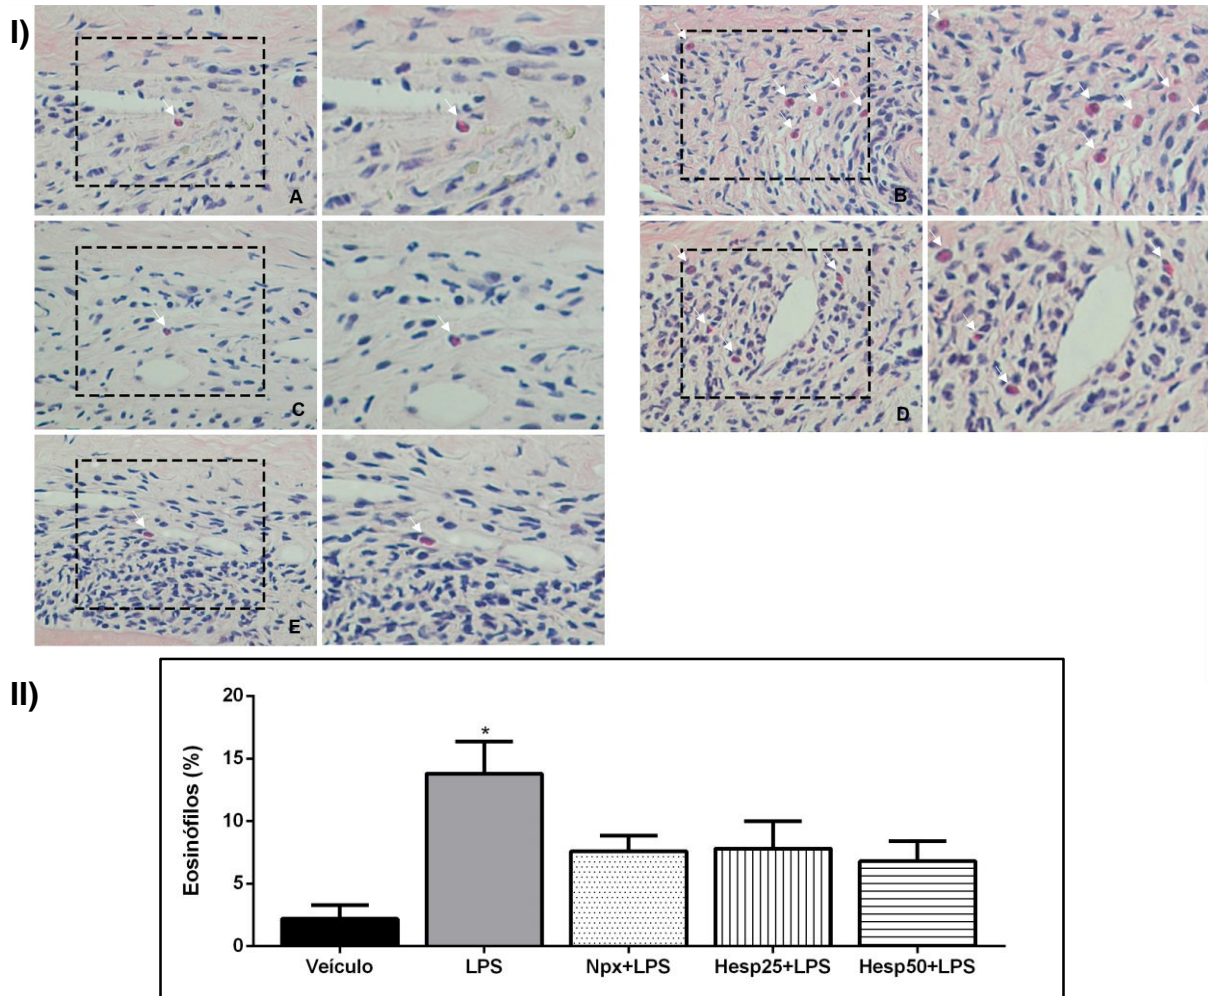 I)
A
B
C
D
E
II)
Eosinófilos (%)
20
15
10
5
0
*
Veículo
LPS
Npx+LPS
Hesp25+LPS
Hesp50+LPS